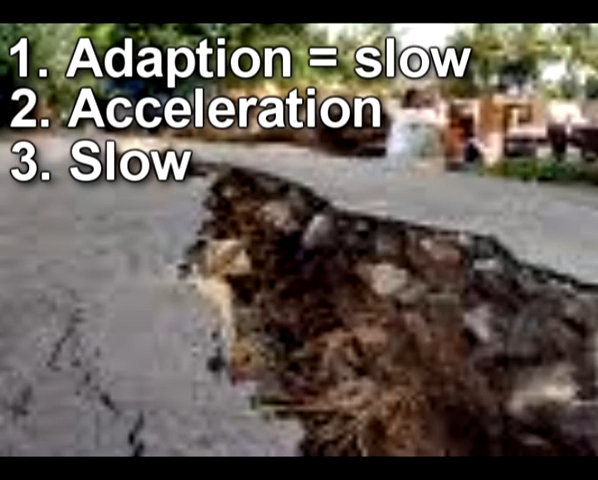 1. Adaption = slow
2. Acceleration
3. Slow